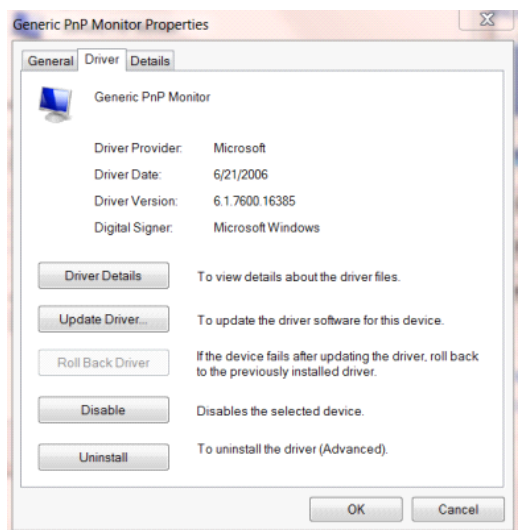 Generic PnP Monitor Properties
General Driver Details
Generic PnP Monitor
Driver Provider: Microsoft
Driver Date: 6/21/2006
Driver Version: 6.1.7600.16385
Digital Signer: Microsoft Windows
Driver Details To view details about the driver files.
Update Driver... To update the driver software for this device.
Roll Back Driver If the device fails after updating the driver, roll back
to the previously installed driver.
Disable Disables the selected device.
Uninstall To uninstall the driver (Advanced).
OK Cancel